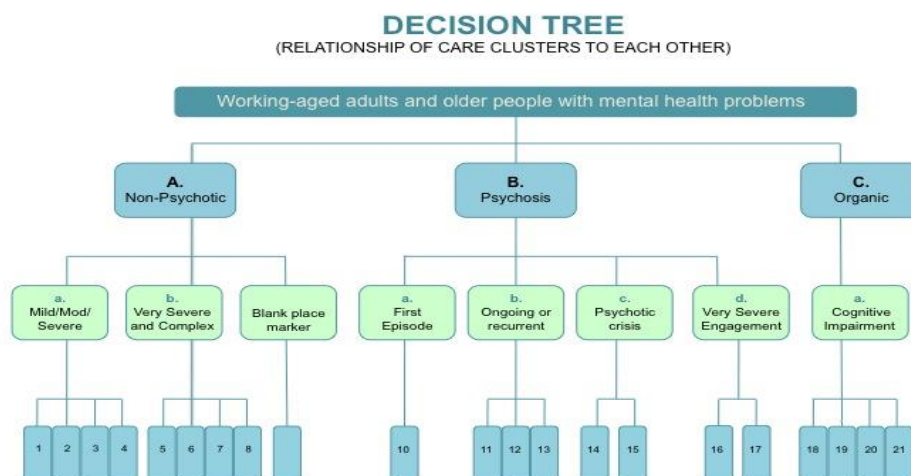 DECISION TREE
(RELATIONSHIP OF CARE CLUSTERS TO EACH OTHER)
Working-aged adults and older people with mental health problems
A.
Non-Psychotic
B.
Psychosis
C.
Organic
a.
Mild/Mod/
Severe
b.
Very Severe
and Complex
Blank place
marker
a.
First
Episode
b.
Ongoing or
recurrent
c.
Psychotic
crisis
d.
Very Severe
Engagement
a.
Cognitive
Impairment
1
2
3
4
5
6
7
8
10
11
12
13
14
15
16
17
18
19
20
21